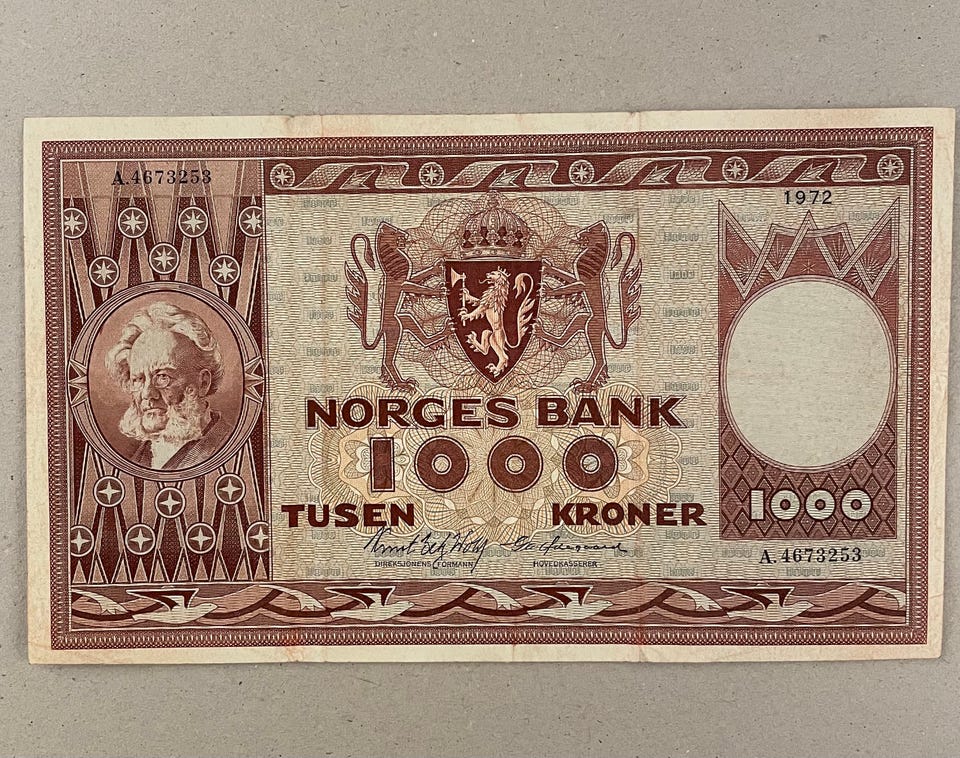 A.4673253
1972
NORGES BANK
1000
TUSEN KRONER
1000
DIREKSJONENS FORMANN HOVEDKASSERER
A.4673253